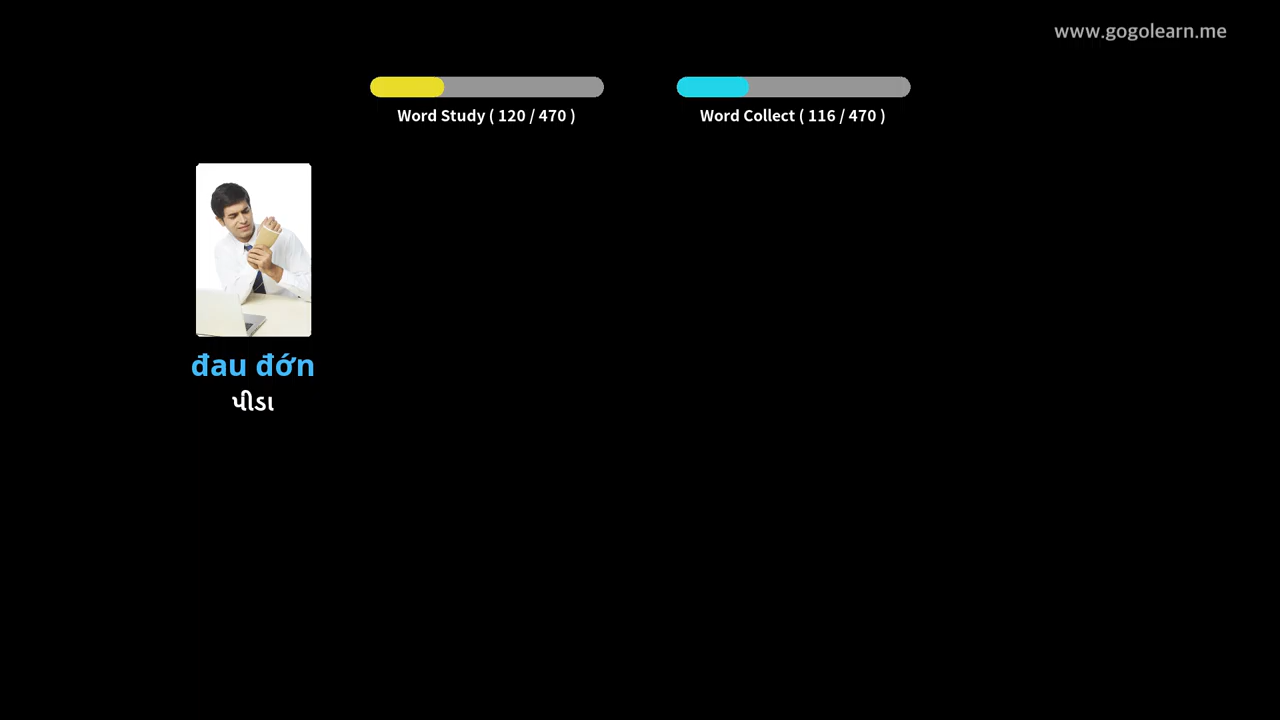 www.gogolearn.me
Word Study ( 120 / 470 )
Word Collect ( 116 / 470 )
đau đớn
પીડા